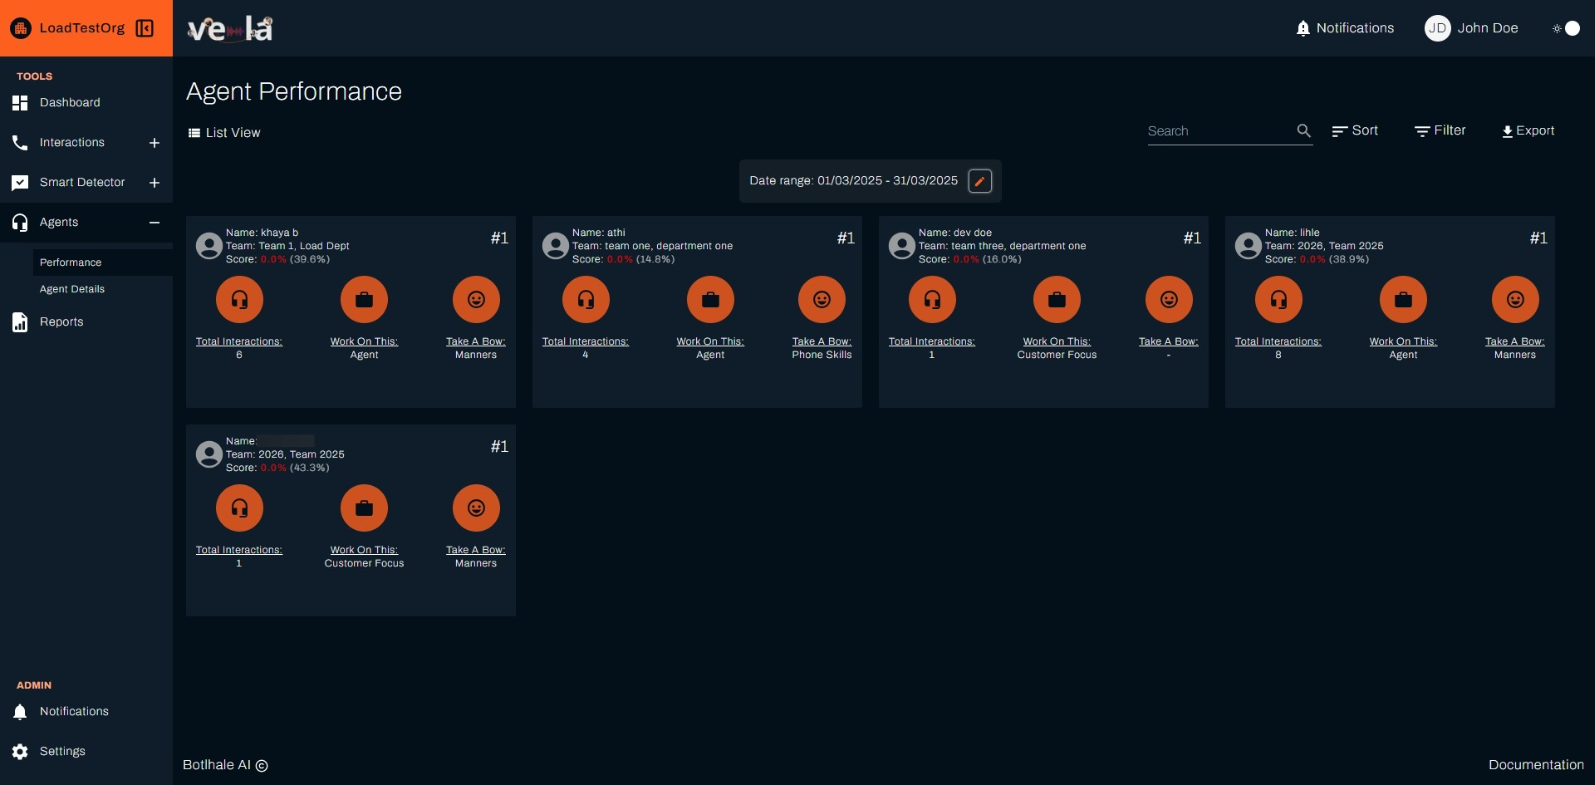 LoadTestOrg
vela
Notifications
JD John Doe
TOOLS
Dashboard
Interactions +
Smart Detector +
Agents −
Performance
Agent Details
Reports
ADMIN
Notifications
Settings
Agent Performance
List View
Search
Sort
Filter
Export
Date range: 01/03/2025 - 31/03/2025
Name: khaya b
Team: Team 1, Load Dept
Score: 0.0% (39.6%)
#1
Total Interactions:
6
Work On This:
Agent
Take A Bow:
Manners
Name: athi
Team: team one, department one
Score: 0.0% (14.8%)
#1
Total Interactions:
4
Work On This:
Agent
Take A Bow:
Phone Skills
Name: dev doe
Team: team three, department one
Score: 0.0% (16.0%)
#1
Total Interactions:
1
Work On This:
Customer Focus
Take A Bow:
-
Name: lihle
Team: 2026, Team 2025
Score: 0.0% (38.9%)
#1
Total Interactions:
8
Work On This:
Agent
Take A Bow:
Manners
Name:
Team: 2026, Team 2025
Score: 0.0% (43.3%)
#1
Total Interactions:
1
Work On This:
Customer Focus
Take A Bow:
Manners
Botlhale AI ©
Documentation